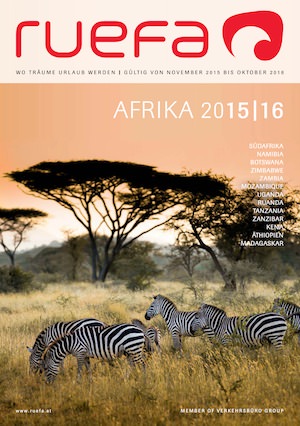 ruefa
WO TRÄUME URLAUB WERDEN | GÜLTIG VON NOVEMBER 2015 BIS OKTOBER 2016
AFRIKA 2015|16
SÜDAFRIKA
NAMIBIA
BOTSWANA
ZIMBABWE
ZAMBIA
MOZAMBIQUE
UGANDA
RUANDA
TANZANIA
ZANZIBAR
KENIA
ÄTHIOPIEN
MADAGASKAR
www.ruefa.at
MEMBER OF VERKEHRSBÜRO GROUP